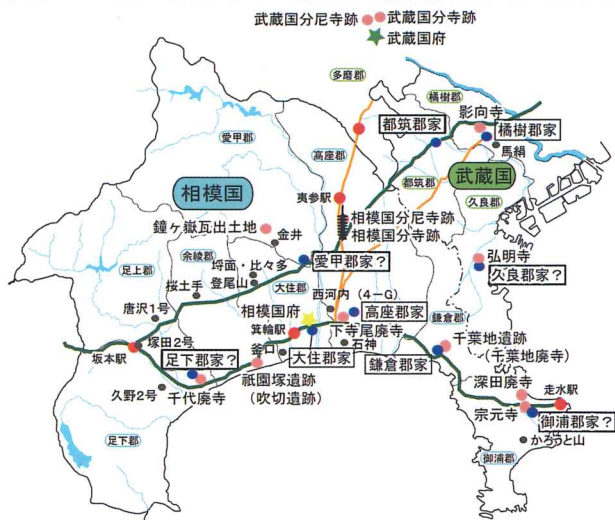 武蔵国分尼寺跡 武蔵国分寺跡
武蔵国府
多磨郡
橘樹郡
影向寺
愛甲郡
高座郡
都筑郡家
橘樹郡家
馬絹
都筑郡
武蔵国
相模国
夷参駅
久良郡
相模国分尼寺跡
相模国分寺跡
鐘ヶ嶽瓦出土地
金井
余綾郡
弘明寺
足上郡
坪面・比々多
愛甲郡家?
久良郡家?
登尾山
大住郡
桜土手
西河内(4-G)
唐沢1号
相模国府
高座郡家
鎌倉郡
箕輪駅
下寺尾廃寺
千葉地遺跡
(千葉地廃寺)
塚田2号
釜口
石神
坂本駅
足下郡家?
大住郡家
鎌倉郡家
深田廃寺
走水駅
祇園塚遺跡
(吹切遺跡)
久野2号
千代廃寺
宗元寺
御浦郡家?
かろうと山
足下郡
御浦郡